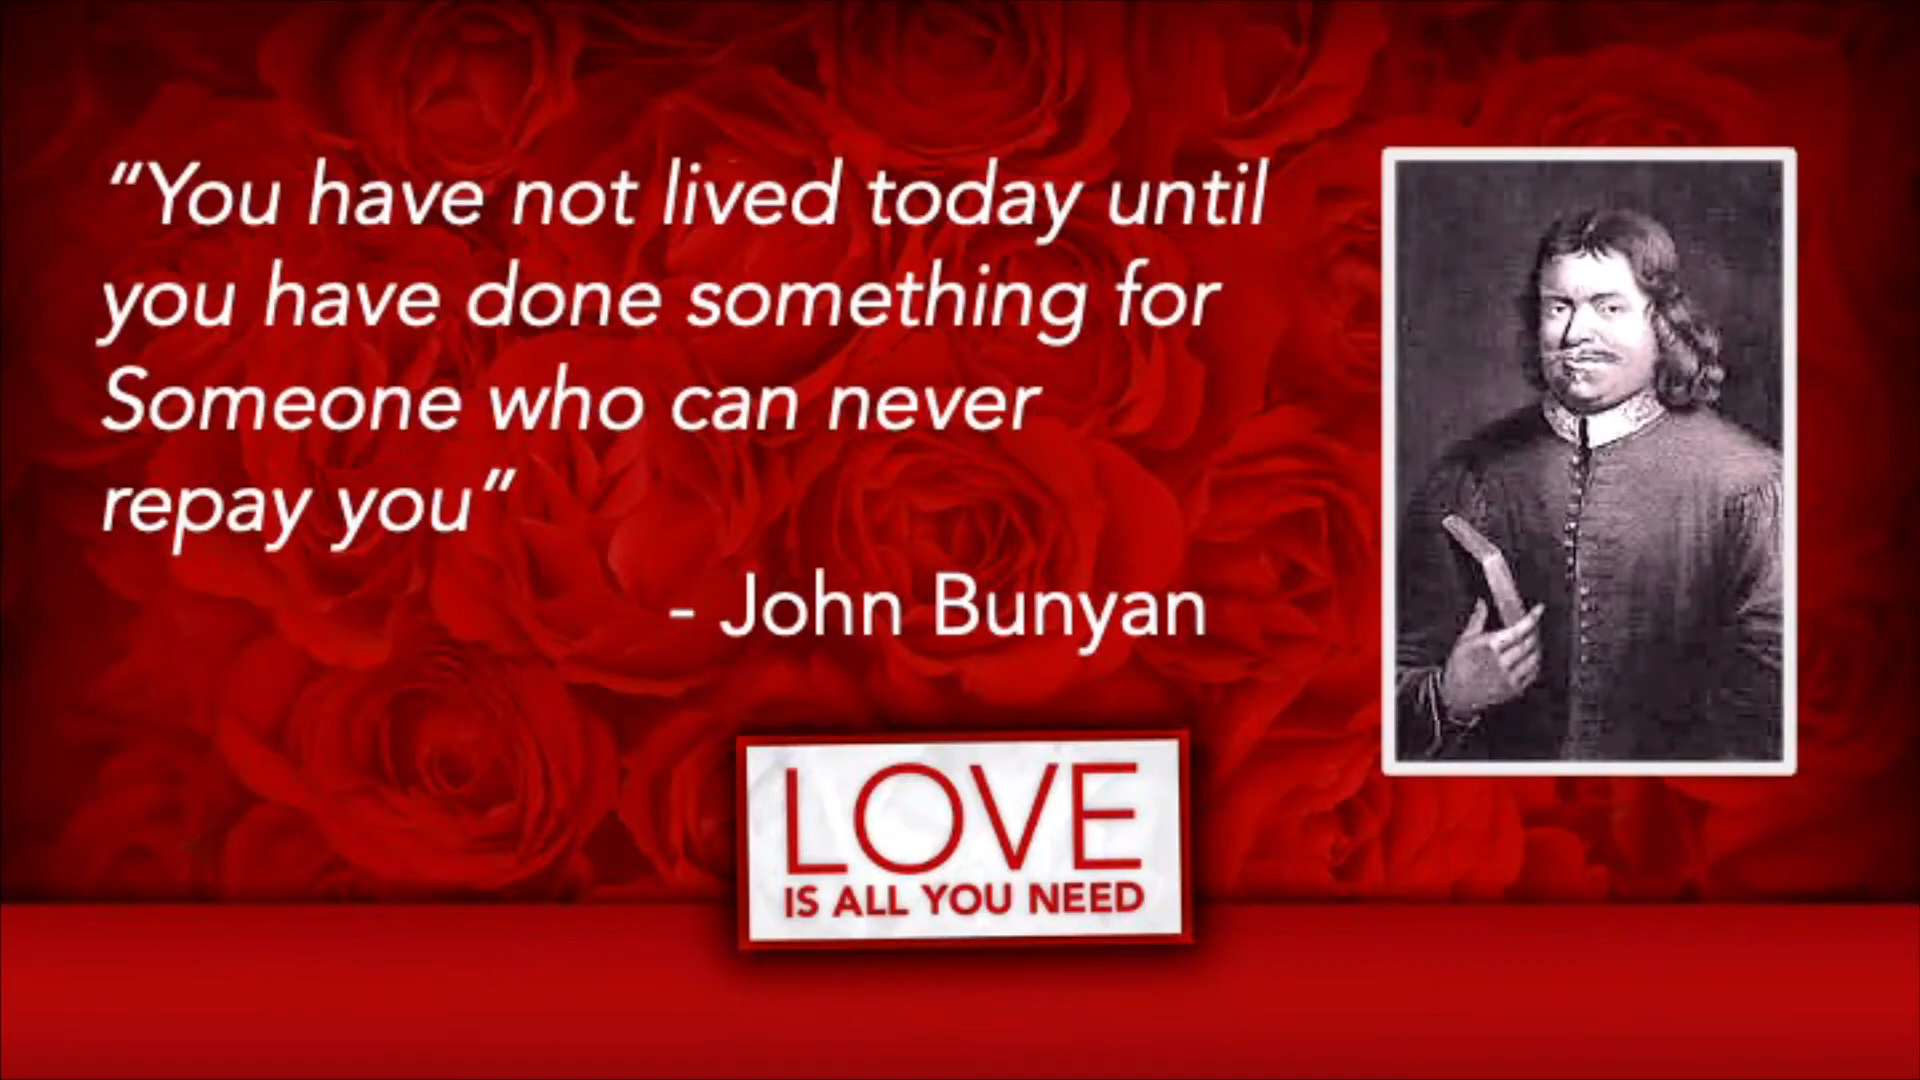 “You have not lived today until
you have done something for
Someone who can never
repay you”
- John Bunyan
LOVE
IS ALL YOU NEED